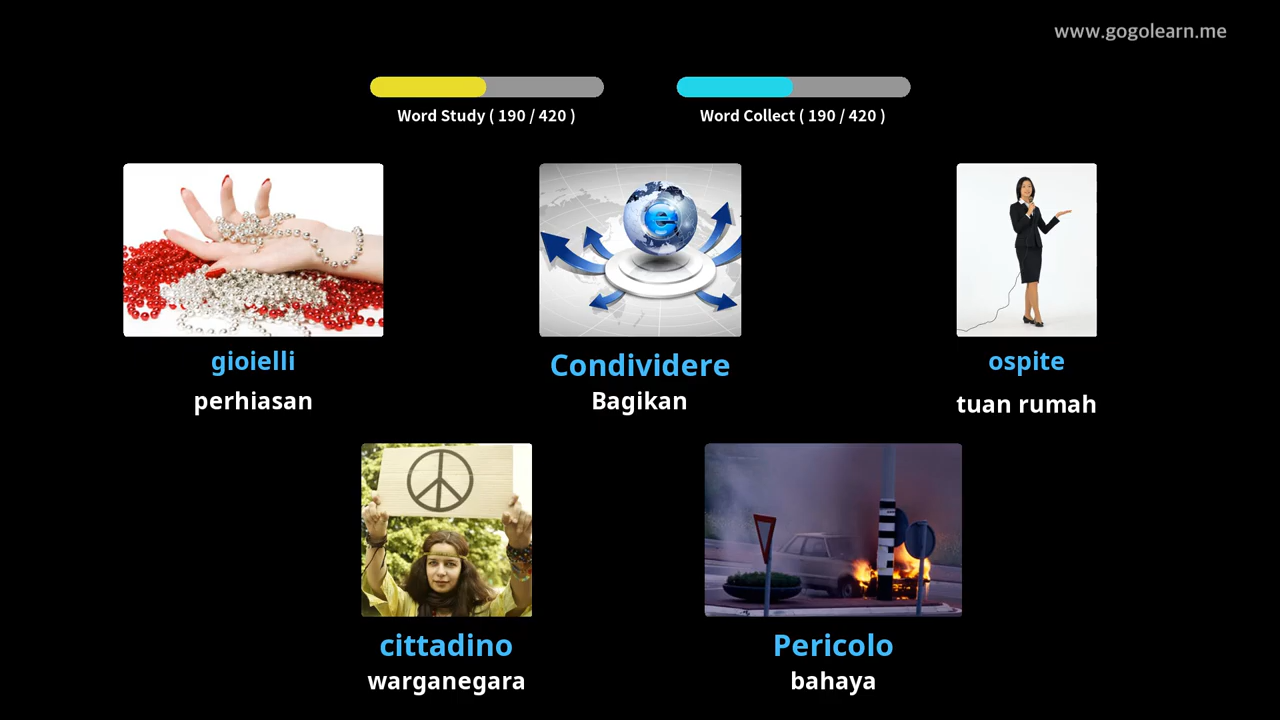 www.gogolearn.me
Word Study ( 190 / 420 )
Word Collect ( 190 / 420 )
e
gioielli
Condividere
ospite
perhiasan
Bagikan
tuan rumah
cittadino
Pericolo
warganegara
bahaya